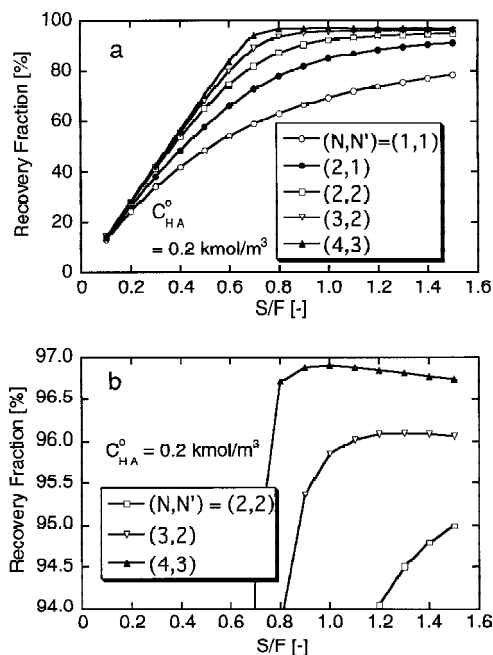 a
Recovery Fraction [%]
100
80
60
40
20
0
C°HA
= 0.2 kmol/m³
(N,N')=(1,1)
(2,1)
(2,2)
(3,2)
(4,3)
0 0.2 0.4 0.6 0.8 1.0 1.2 1.4 1.6
S/F [-]
b
Recovery Fraction [%]
97.0
96.5
96.0
95.5
95.0
94.5
94.0
C°HA = 0.2 kmol/m³
(N,N') = (2,2)
(3,2)
(4,3)
0 0.2 0.4 0.6 0.8 1.0 1.2 1.4 1.6
S/F [-]